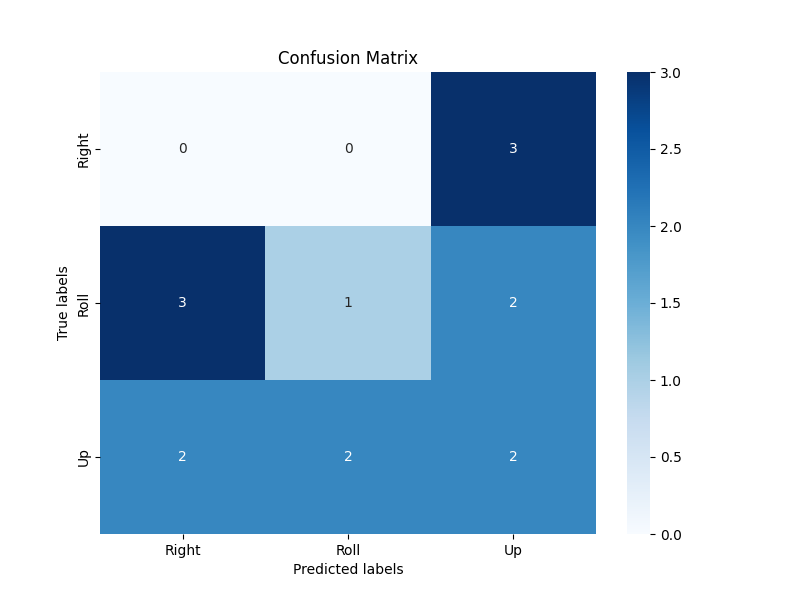 Confusion Matrix
Right
0 0 3
Roll
3 1 2
Up
2 2 2
True labels
Right Roll Up
Predicted labels
3.0
2.5
2.0
1.5
1.0
0.5
0.0